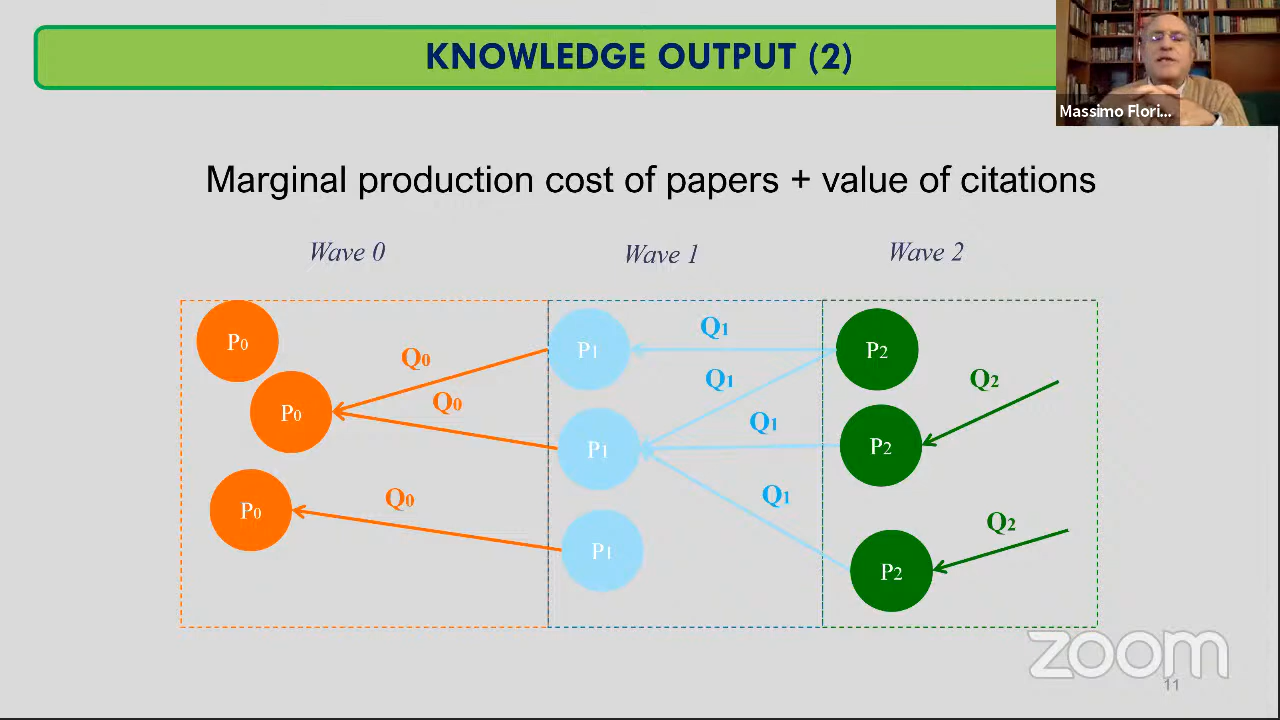 KNOWLEDGE OUTPUT (2)
Massimo Flori...
Marginal production cost of papers + value of citations
Wave 0
Wave 1
Wave 2
P0
P0
P0
Q0
Q0
Q0
P1
P1
P1
Q1
Q1
Q1
Q1
P2
P2
P2
Q2
Q2
zoom
11